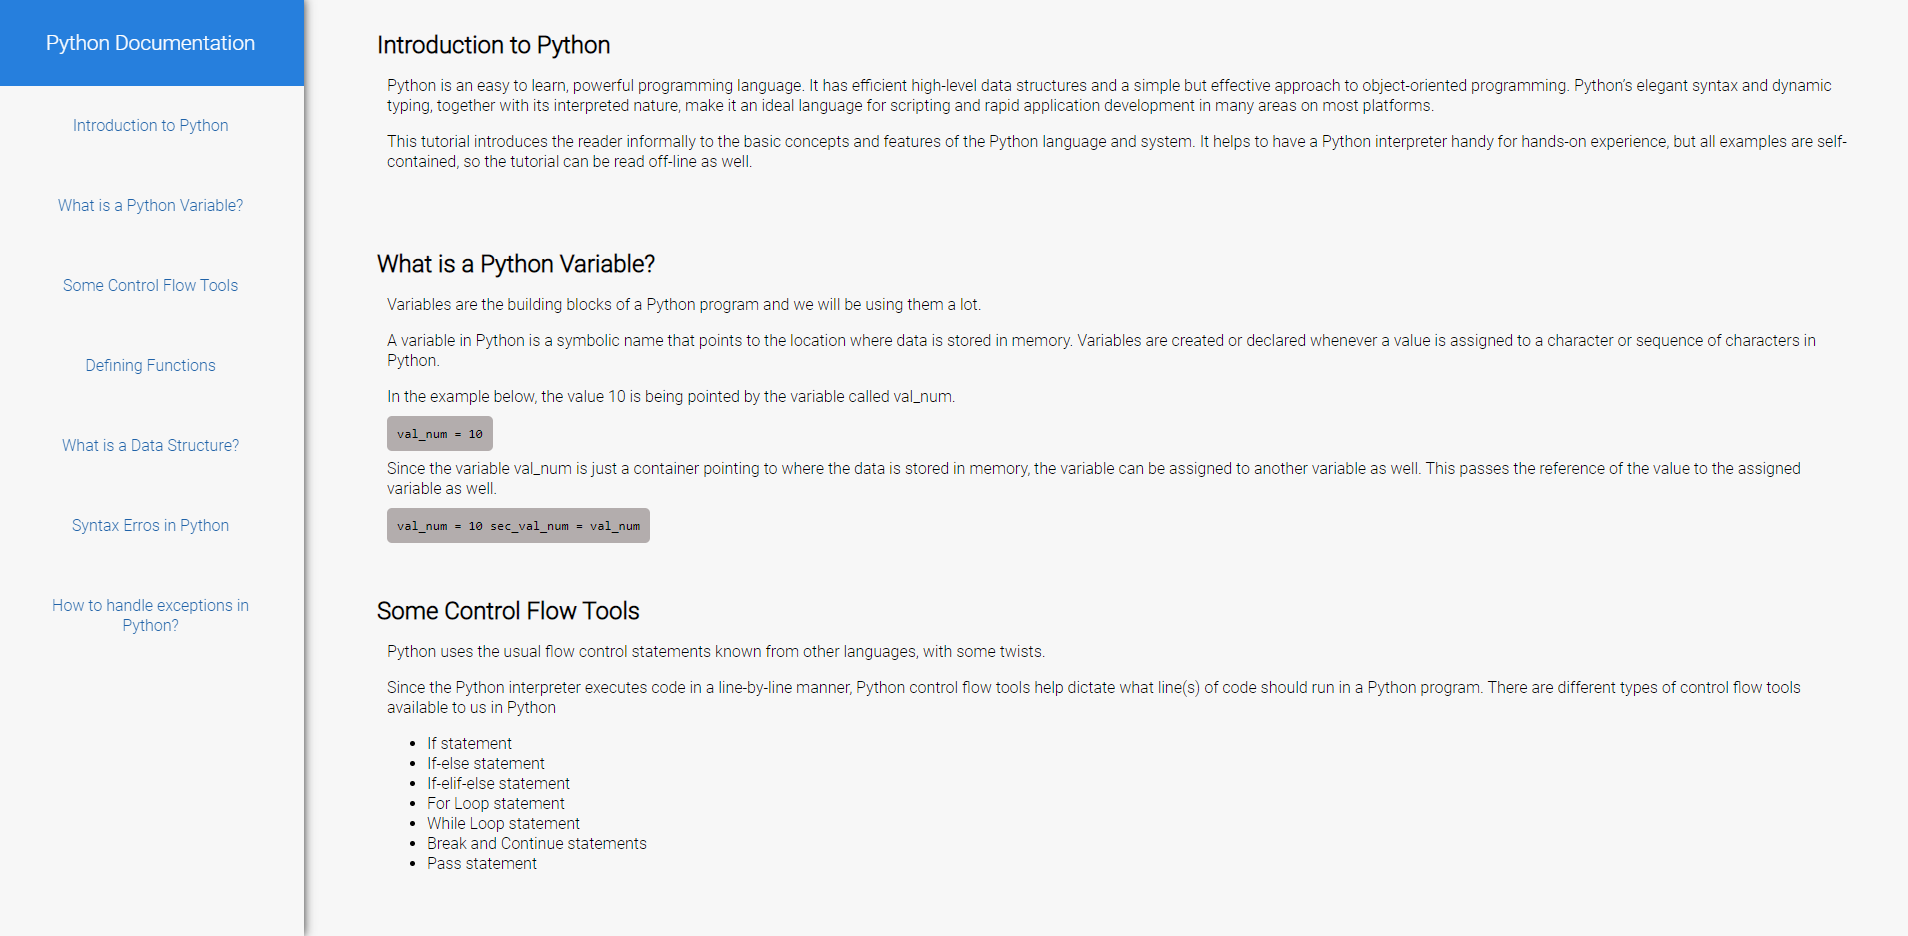 Python Documentation
Introduction to Python
What is a Python Variable?
Some Control Flow Tools
Defining Functions
What is a Data Structure?
Syntax Erros in Python
How to handle exceptions in
Python?
Introduction to Python
Python is an easy to learn, powerful programming language. It has efficient high-level data structures and a simple but effective approach to object-oriented programming. Python’s elegant syntax and dynamic
typing, together with its interpreted nature, make it an ideal language for scripting and rapid application development in many areas on most platforms.
This tutorial introduces the reader informally to the basic concepts and features of the Python language and system. It helps to have a Python interpreter handy for hands-on experience, but all examples are self-
contained, so the tutorial can be read off-line as well.
What is a Python Variable?
Variables are the building blocks of a Python program and we will be using them a lot.
A variable in Python is a symbolic name that points to the location where data is stored in memory. Variables are created or declared whenever a value is assigned to a character or sequence of characters in
Python.
In the example below, the value 10 is being pointed by the variable called val_num.
val_num = 10
Since the variable val_num is just a container pointing to where the data is stored in memory, the variable can be assigned to another variable as well. This passes the reference of the value to the assigned
variable as well.
val_num = 10 sec_val_num = val_num
Some Control Flow Tools
Python uses the usual flow control statements known from other languages, with some twists.
Since the Python interpreter executes code in a line-by-line manner, Python control flow tools help dictate what line(s) of code should run in a Python program. There are different types of control flow tools
available to us in Python
• If statement
• If-else statement
• If-elif-else statement
• For Loop statement
• While Loop statement
• Break and Continue statements
• Pass statement